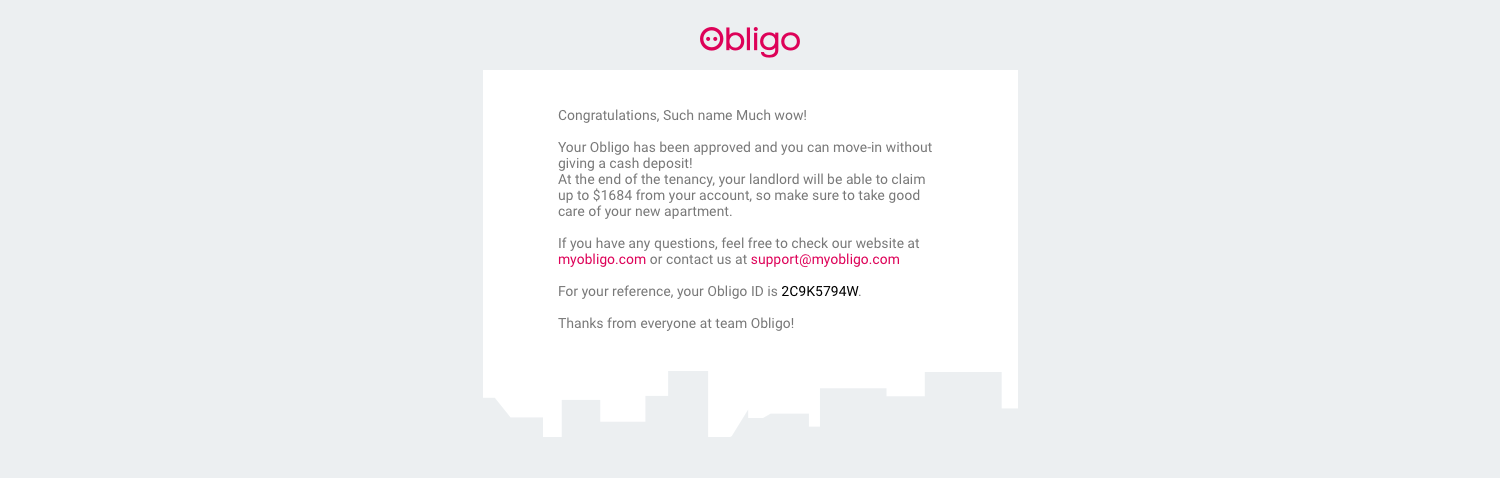 Obligo
Congratulations, Such name Much wow!
Your Obligo has been approved and you can move-in without
giving a cash deposit!
At the end of the tenancy, your landlord will be able to claim
up to $1684 from your account, so make sure to take good
care of your new apartment.
If you have any questions, feel free to check our website at
myobligo.com or contact us at support@myobligo.com
For your reference, your Obligo ID is 2C9K5794W.
Thanks from everyone at team Obligo!